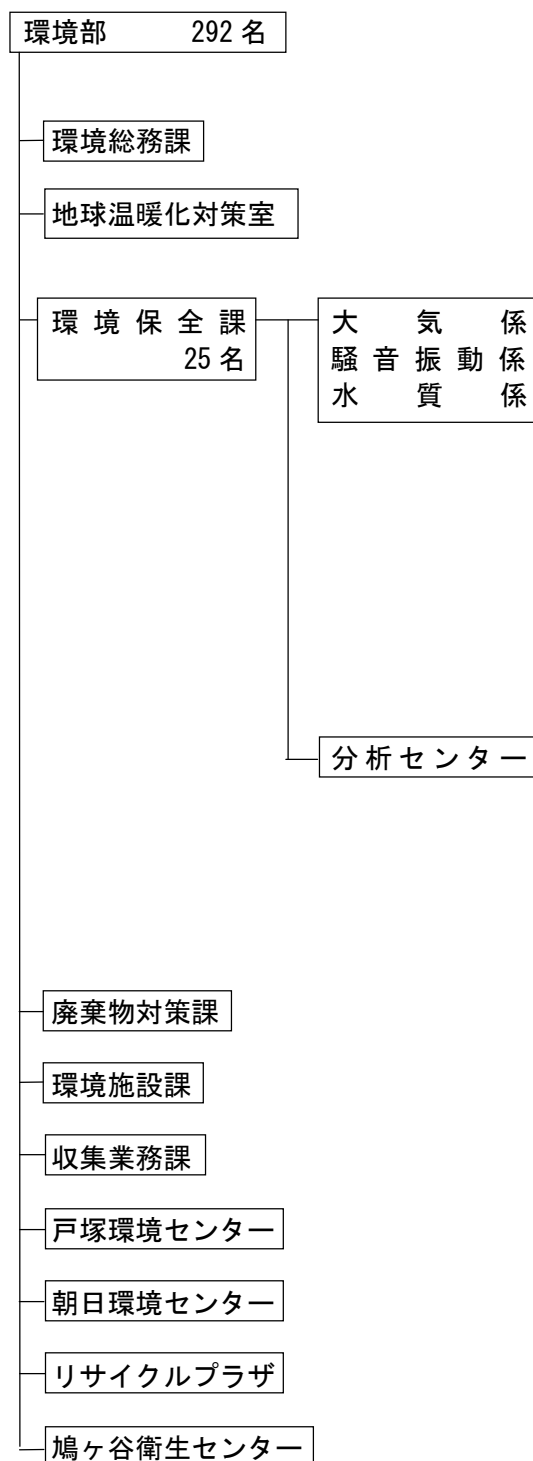 環境部 292名
環境総務課
地球温暖化対策室
環境保全課
25名
大気係
騒音振動係
水質係
分析センター
廃棄物対策課
環境施設課
収集業務課
戸塚環境センター
朝日環境センター
リサイクルプラザ
鳩ヶ谷衛生センター